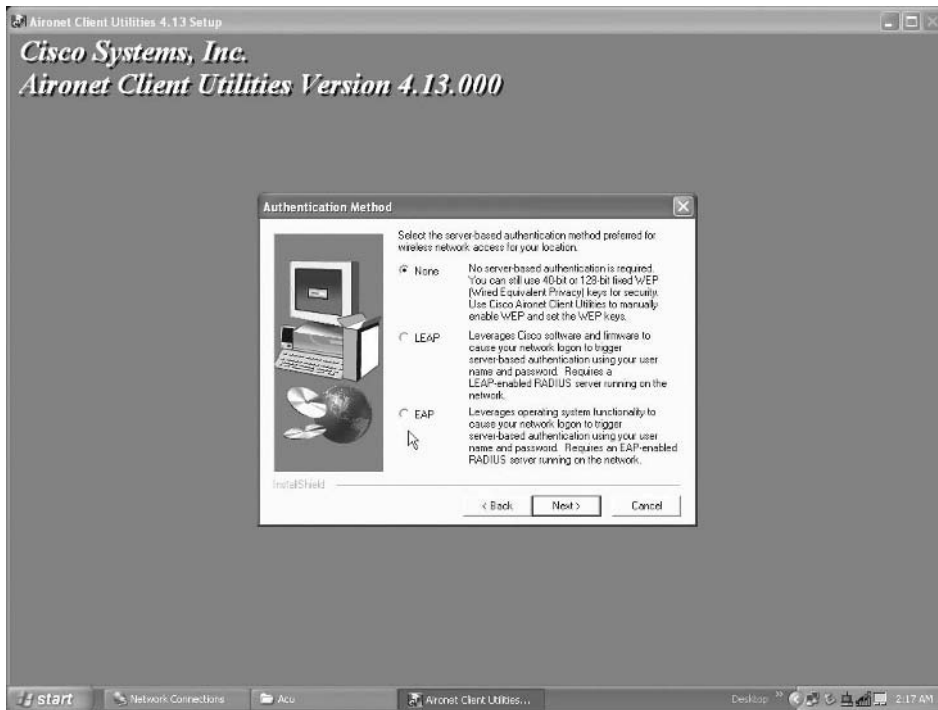 Aironet Client Utilities 4.13 Setup
Cisco Systems, Inc.
Aironet Client Utilities Version 4.13.000
Authentication Method
Select the server-based authentication method preferred for
wireless network access for your location.
None
No server-based authentication is required.
You can still use 40-bit or 128-bit fixed WEP
(Wired Equivalent Privacy) keys for security.
Use Cisco Aironet Client Utilities to manually
enable WEP and set the WEP keys.
LEAP
Leverages Cisco software and firmware to
cause your network logon to trigger
server-based authentication using your user
name and password. Requires a
LEAP-enabled RADIUS server running on the
network.
EAP
Leverages operating system functionality to
cause your network logon to trigger
server-based authentication using your user
name and password. Requires an EAP-enabled
RADIUS server running on the network.
InstallShield
< Back
Next >
Cancel
start
Network Connections
Acu
Aironet Client Utilities...
Desktop
2:17 AM